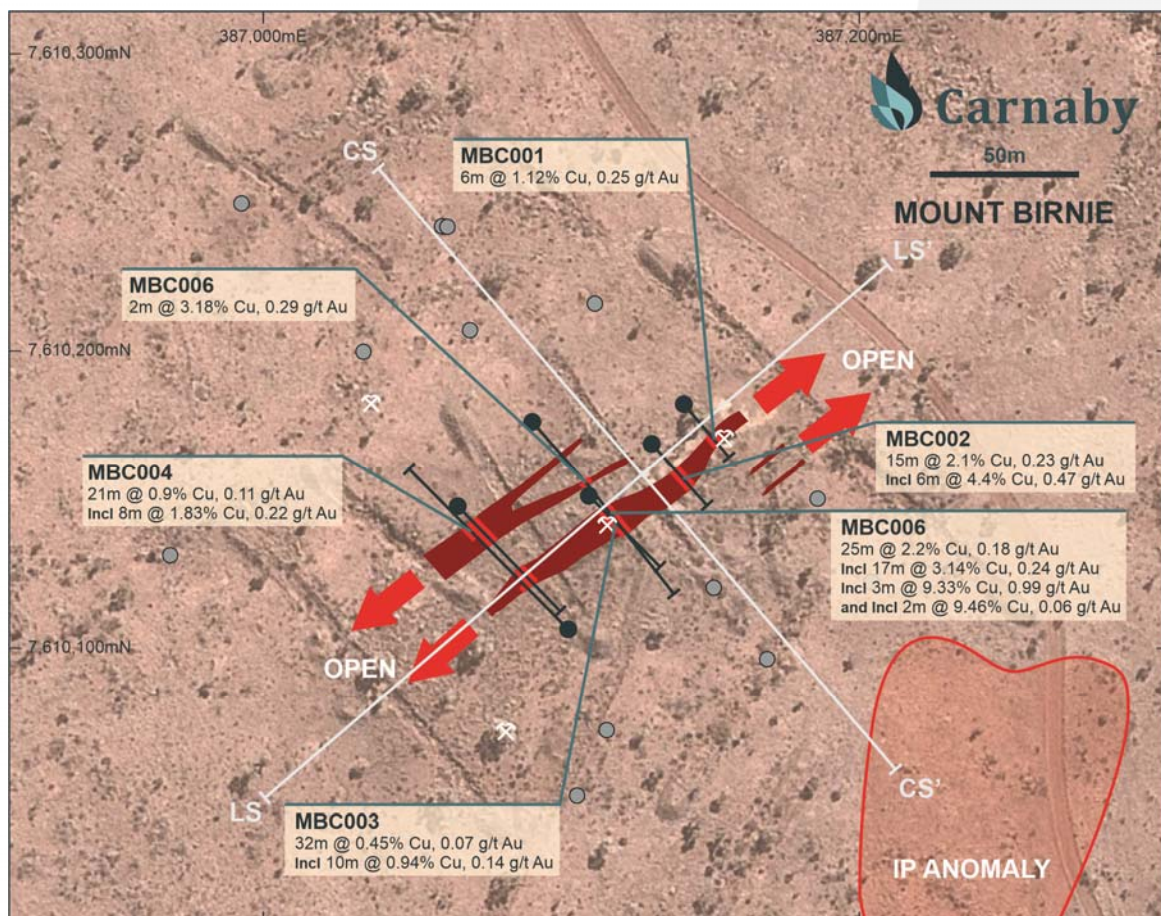 387,000mE
387,200mE
7,610,300mN
Carnaby
50m
MOUNT BIRNIE
CS
MBC001
6m @ 1.12% Cu, 0.25 g/t Au
LS'
MBC006
2m @ 3.18% Cu, 0.29 g/t Au
7,610,200mN
OPEN
MBC002
15m @ 2.1% Cu, 0.23 g/t Au
Incl 6m @ 4.4% Cu, 0.47 g/t Au
MBC004
21m @ 0.9% Cu, 0.11 g/t Au
Incl 8m @ 1.83% Cu, 0.22 g/t Au
MBC006
25m @ 2.2% Cu, 0.18 g/t Au
Incl 17m @ 3.14% Cu, 0.24 g/t Au
Incl 3m @ 9.33% Cu, 0.99 g/t Au
and Incl 2m @ 9.46% Cu, 0.06 g/t Au
7,610,100mN
OPEN
CS'
LS
MBC003
32m @ 0.45% Cu, 0.07 g/t Au
Incl 10m @ 0.94% Cu, 0.14 g/t Au
IP ANOMALY